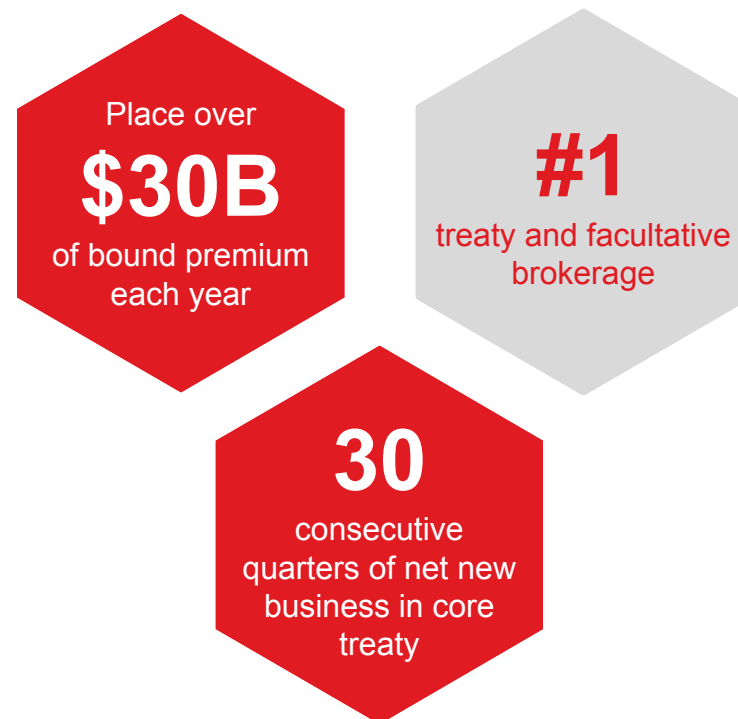 Place over
$30B
of bound premium
each year
#1
treaty and facultative
brokerage
30
consecutive
quarters of net new
business in core
treaty